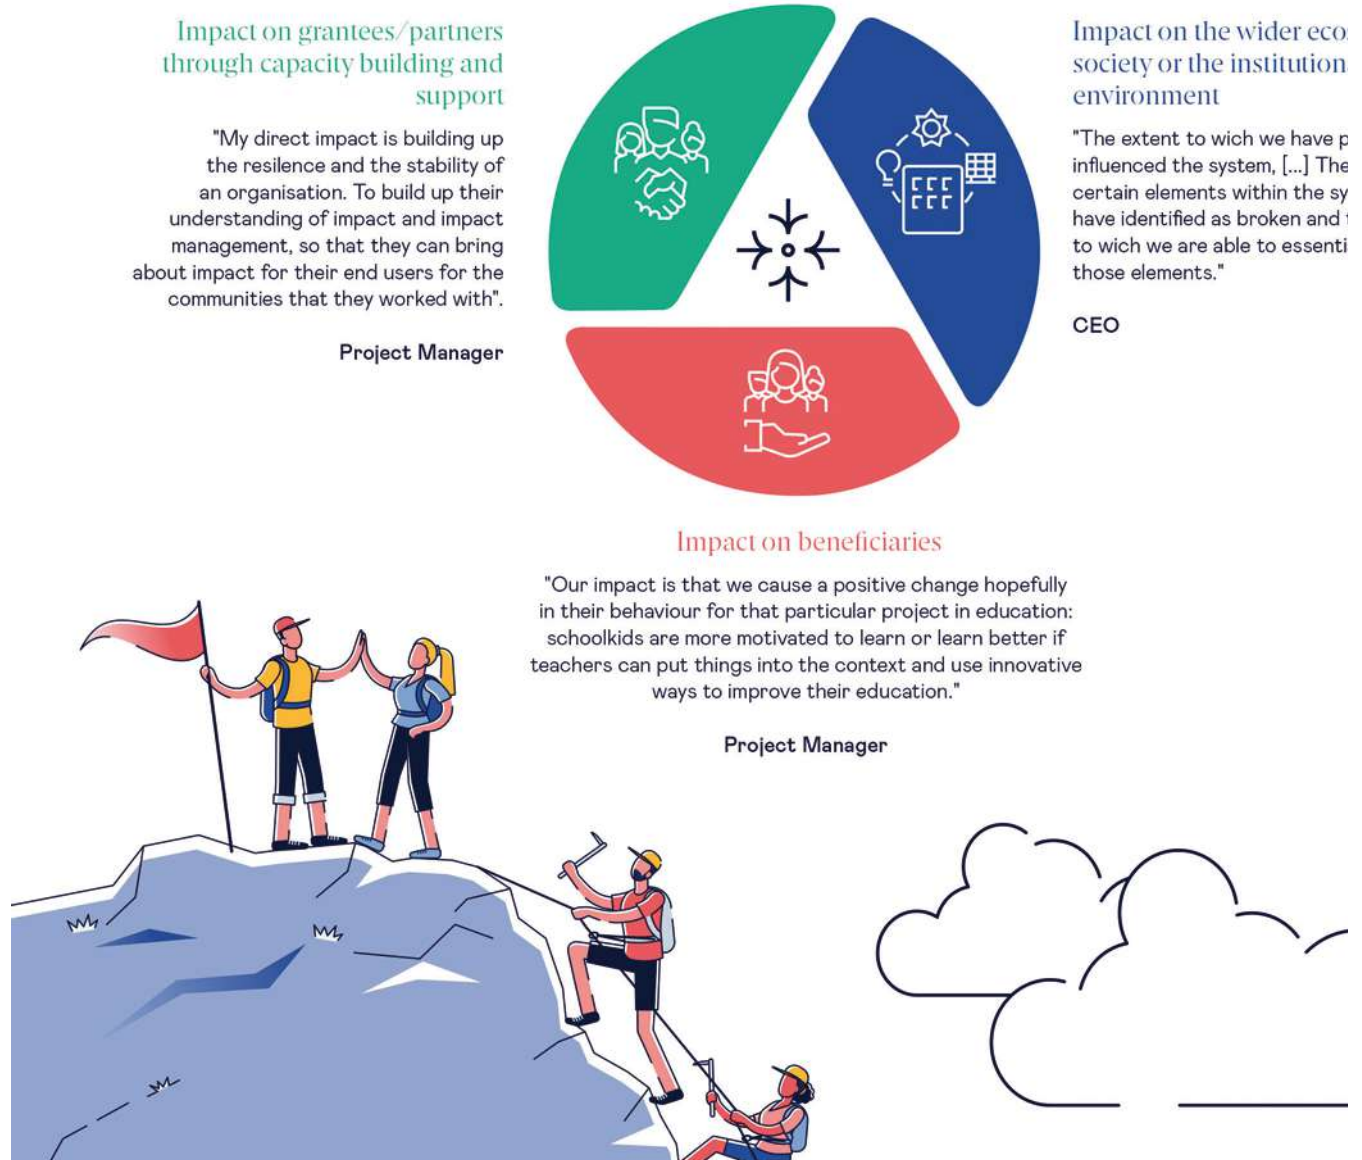 Impact on grantees/partners
through capacity building and
support
"My direct impact is building up
the resilence and the stability of
an organisation. To build up their
understanding of impact and impact
management, so that they can bring
about impact for their end users for the
communities that they worked with".
Project Manager
Impact on the wider
society or the
environment
"The extent to wich we have
influenced the system, [...]
certain elements within the
have identified as broken and
to wich we are able to
those elements."
CEO
Impact on beneficiaries
"Our impact is that we cause a positive change hopefully
in their behaviour for that particular project in education:
schoolkids are more motivated to learn or learn better if
teachers can put things into the context and use innovative
ways to improve their education."
Project Manager